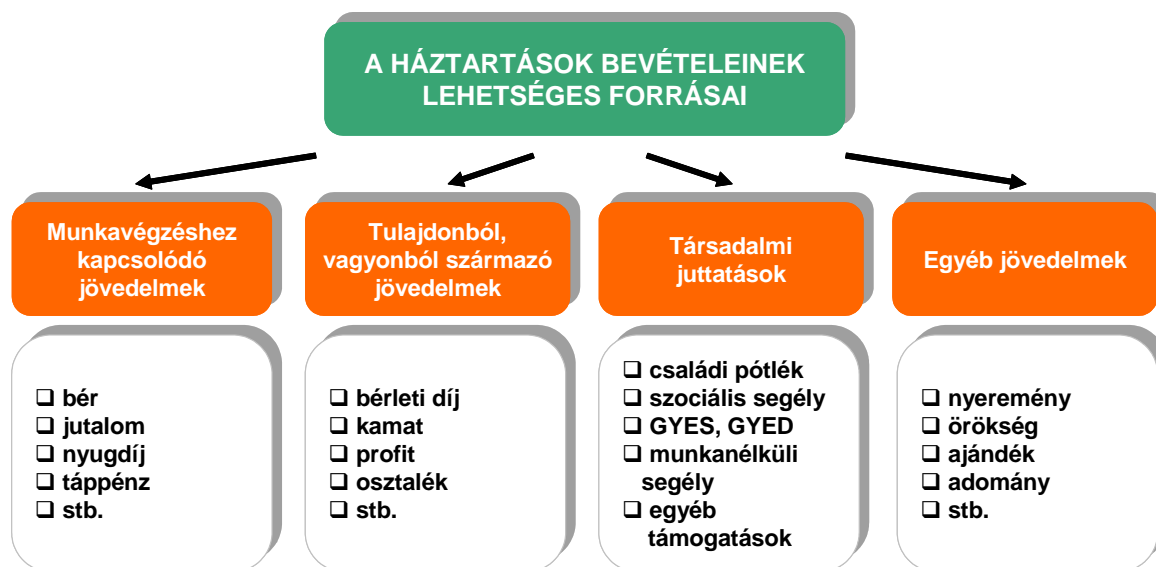 A HÁZTARTÁSOK BEVÉTELEINEK
LEHETSÉGES FORRÁSAI
Munkavégzéshez
kapcsolódó
jövedelmek
❑ bér
❑ jutalom
❑ nyugdíj
❑ táppénz
❑ stb.
Tulajdonból,
vagyonból származó
jövedelmek
❑ bérleti díj
❑ kamat
❑ profit
❑ osztalék
❑ stb.
Társadalmi
juttatások
❑ családi pótlék
❑ szociális segély
❑ GYES, GYED
❑ munkanélküli
segély
❑ egyéb
támogatások
Egyéb jövedelmek
❑ nyeremény
❑ örökség
❑ ajándék
❑ adomány
❑ stb.